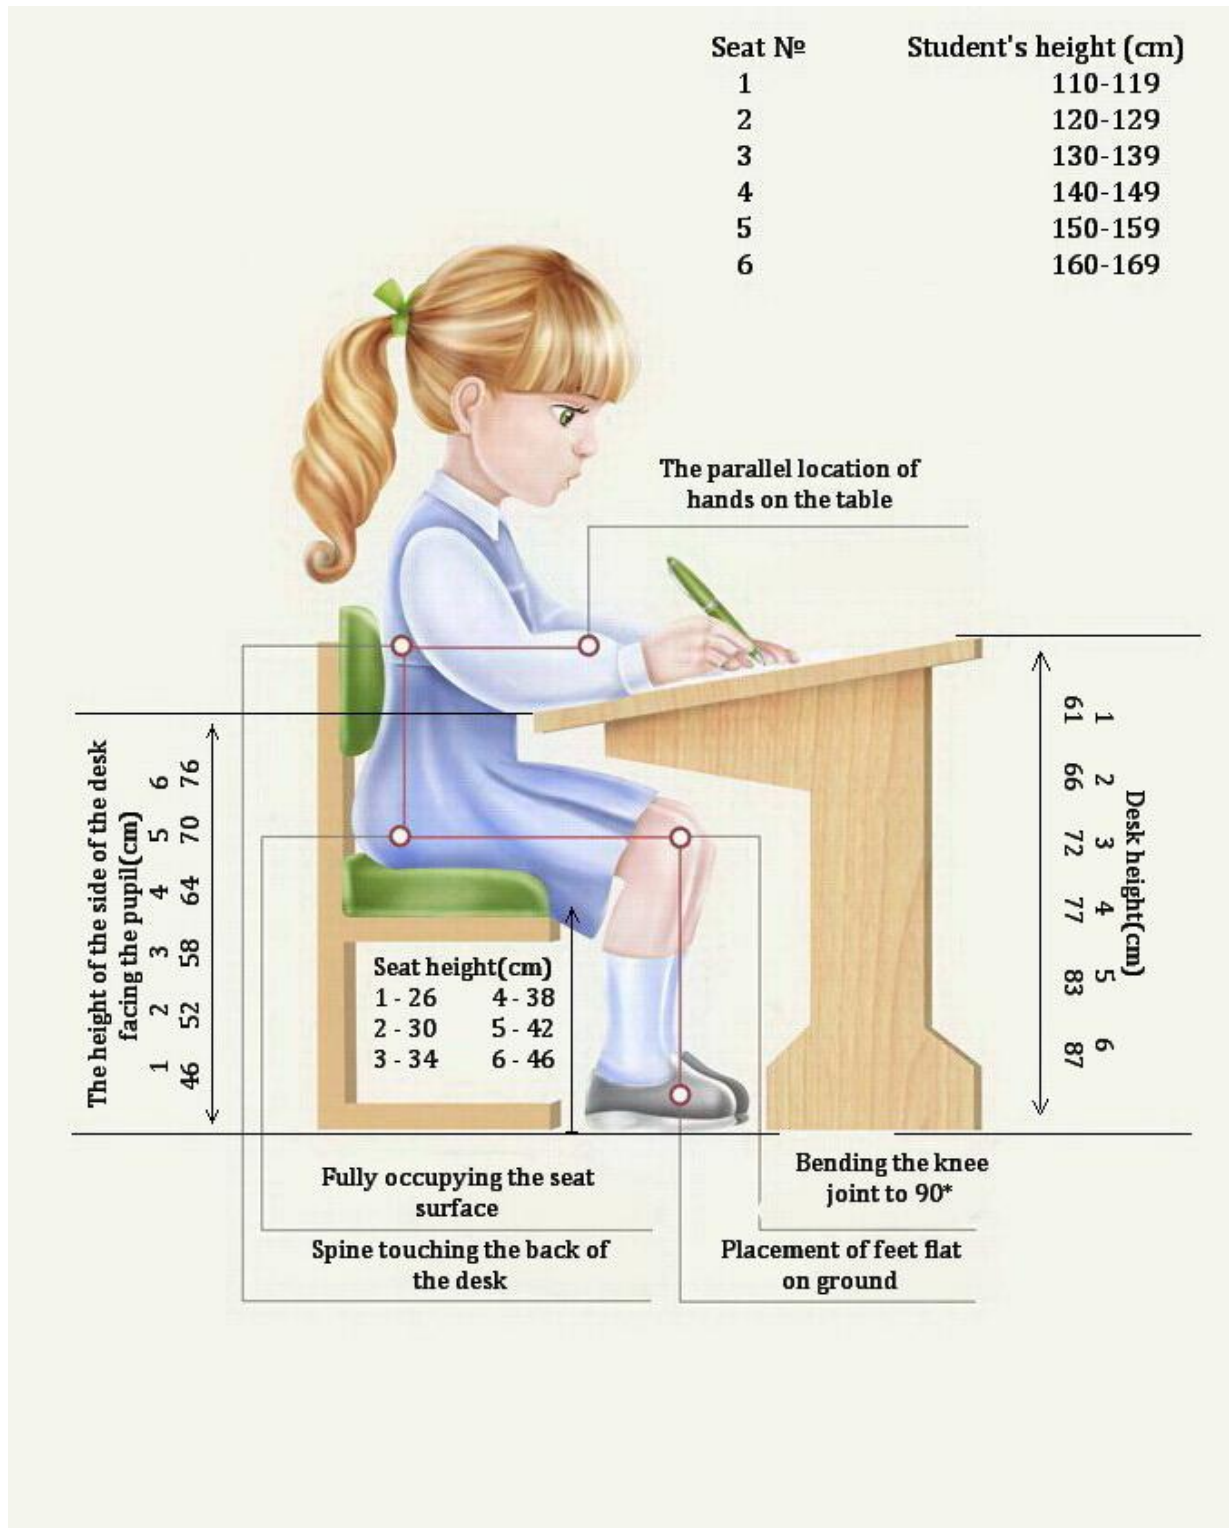 Seat № Student's height (cm)
1 110-119
2 120-129
3 130-139
4 140-149
5 150-159
6 160-169
The parallel location of
hands on the table
The height of the side of the desk
facing the pupil(cm)
1 2 3 4 5 6
46 52 58 64 70 76
Seat height(cm)
1 - 26 4 - 38
2 - 30 5 - 42
3 - 34 6 - 46
Desk height(cm)
1 2 3 4 5 6
61 66 72 77 83 87
Fully occupying the seat
surface
Spine touching the back of
the desk
Bending the knee
joint to 90*
Placement of feet flat
on ground